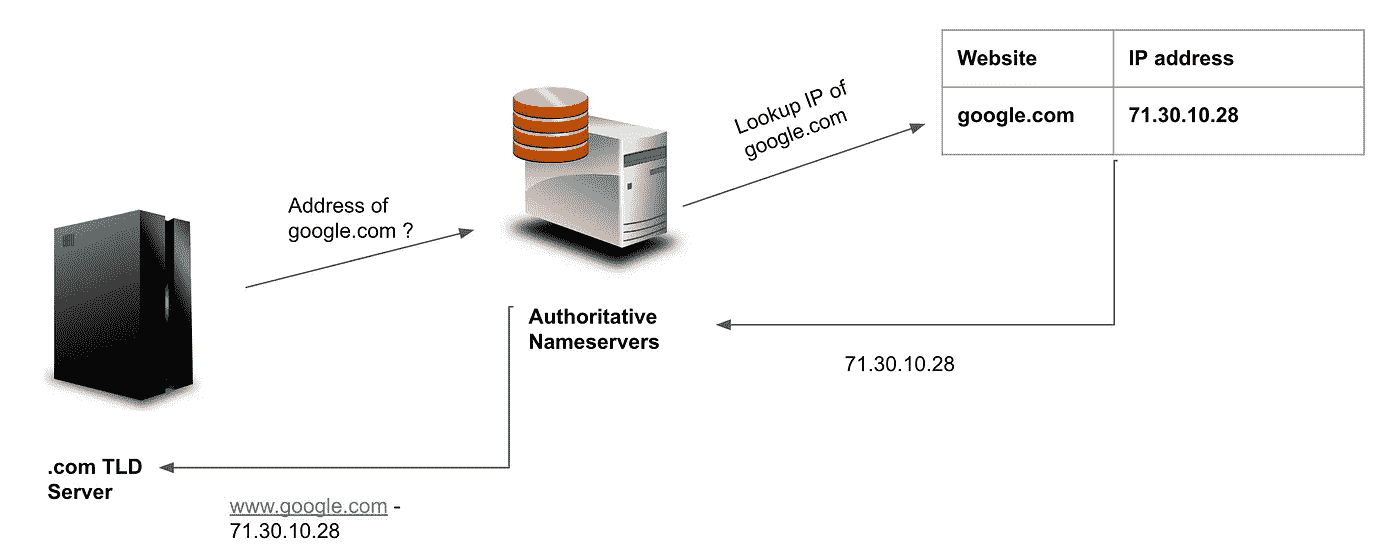 Website
IP address
google.com
71.30.10.28
Lookup IP of
google.com
Address of
google.com ?
Authoritative
Nameservers
71.30.10.28
.com TLD
Server
www.google.com -
71.30.10.28